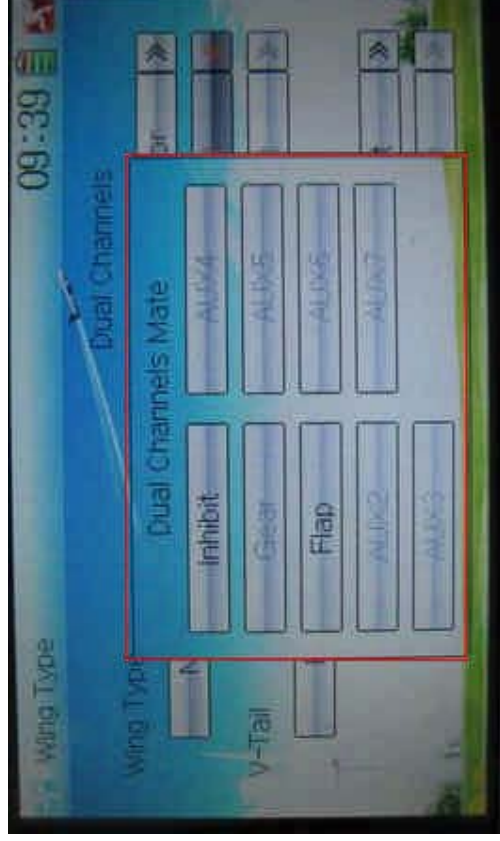 Wing Type 09:39
Dual Channels
Wing Type
Dual Channels Mate
Inhibit AUX4
Gear AUX5
V-Tail
Flap AUX6
AUX2 AUX7
AUX3